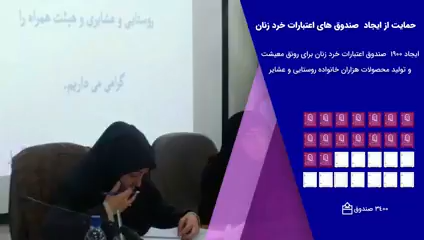 حمایت از ایجاد صندوق های اعتبارات خرد زنان
ایجاد ۱۹۰۰ صندوق اعتبارات خرد زنان برای رونق معیشت
و تولید محصولات هزاران خانواده روستایی و عشایر
۳۹۰۰ صندوق
روستایی و عشایری و هیئت همراه را
گرامی می داریم.